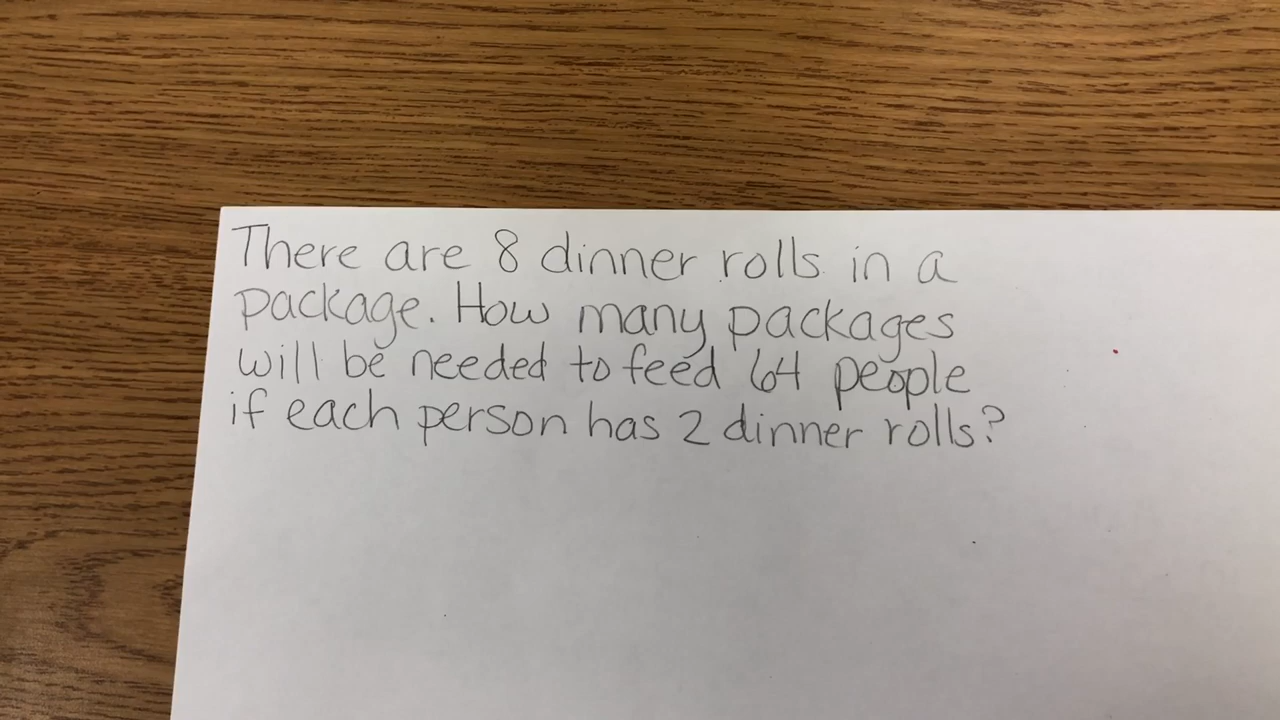 There are 8 dinner rolls in a
package. How many packages
will be needed to feed 64 people
if each person has 2 dinner rolls?